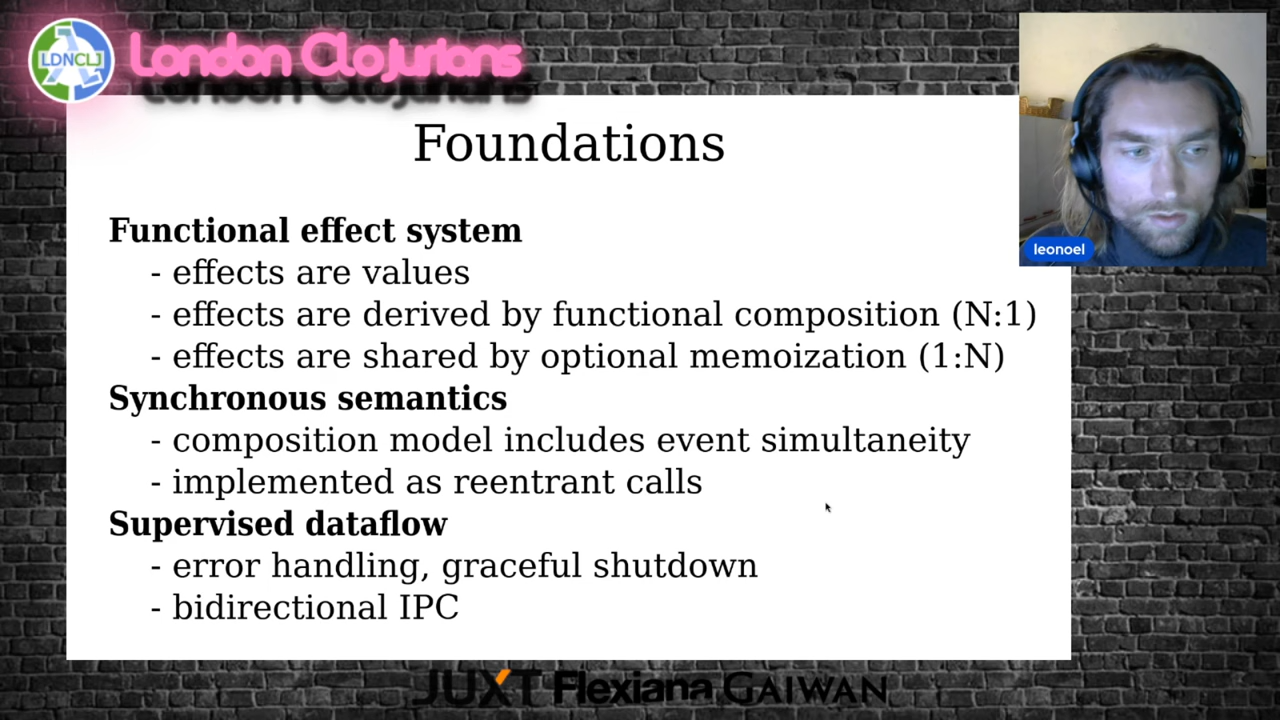 LDNCLJ
London Clojurians
leonoel
Foundations
Functional effect system
- effects are values
- effects are derived by functional composition (N:1)
- effects are shared by optional memoization (1:N)
Synchronous semantics
- composition model includes event simultaneity
- implemented as reentrant calls
Supervised dataflow
- error handling, graceful shutdown
- bidirectional IPC
JUXT Flexiana GAIWAN